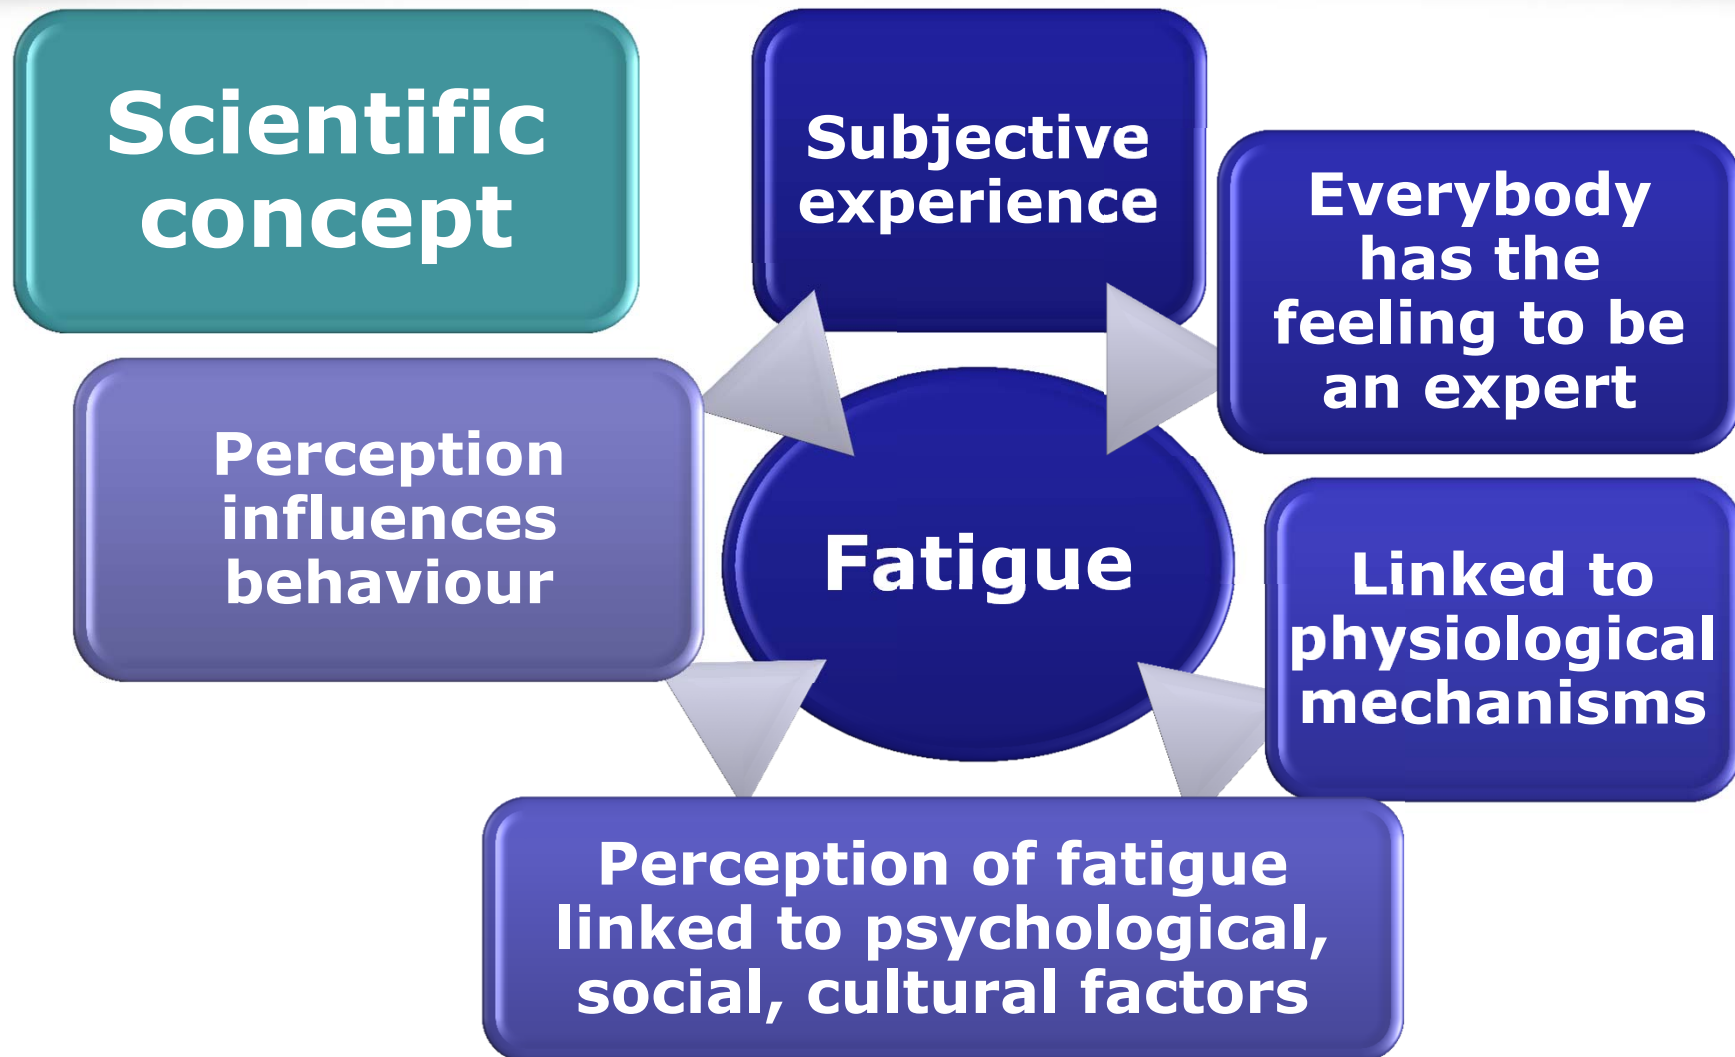 Scientific
concept
Subjective
experience
Everybody
has the
feeling to be
an expert
Perception
influences
behaviour
Fatigue
Linked to
physiological
mechanisms
Perception of fatigue
linked to psychological,
social, cultural factors